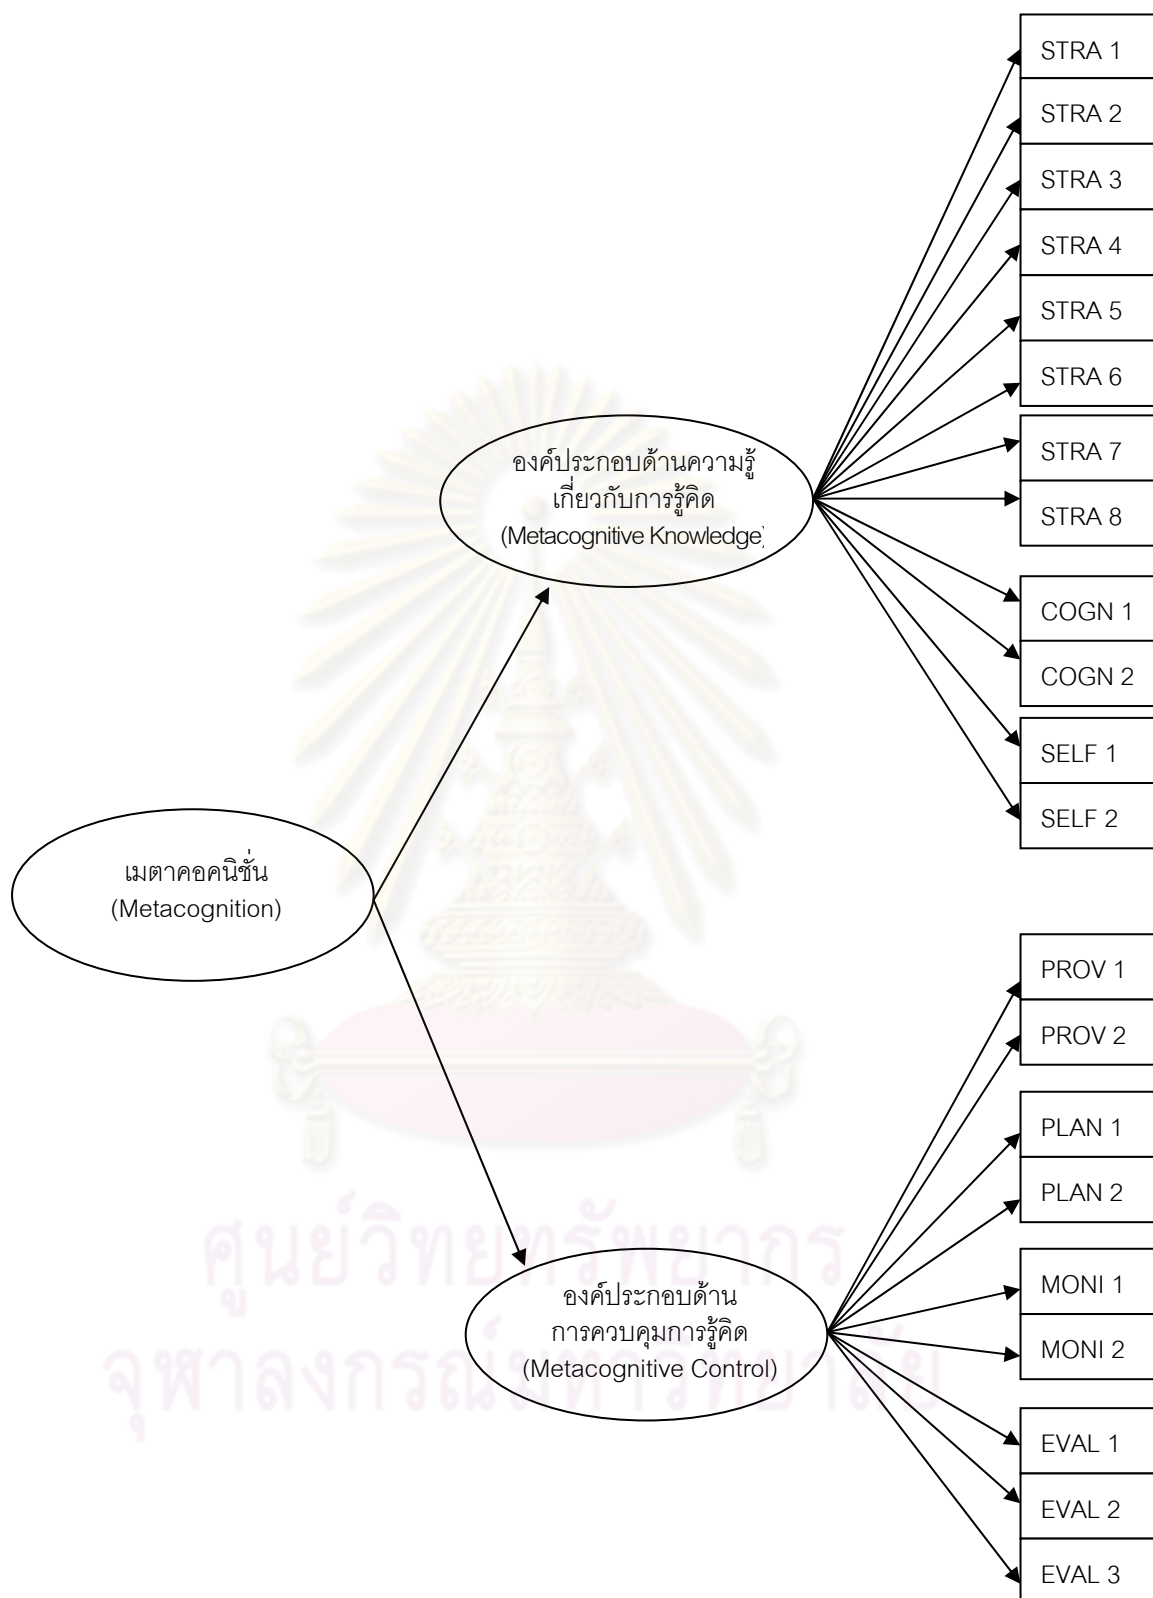 STRA 1
STRA 2
STRA 3
STRA 4
STRA 5
STRA 6
STRA 7
STRA 8
องค์ประกอบด้านความรู้
เกี่ยวกับการรู้คิด
(Metacognitive Knowledge)
COGN 1
COGN 2
SELF 1
SELF 2
เมตาคอคนิชั่น
(Metacognition)
PROV 1
PROV 2
PLAN 1
PLAN 2
MONI 1
MONI 2
องค์ประกอบด้าน
การควบคุมการรู้คิด
(Metacognitive Control)
EVAL 1
EVAL 2
EVAL 3
ศูนย์วิทยทรัพยากร
จุฬาลงกรณ์มหาวิทยาลัย